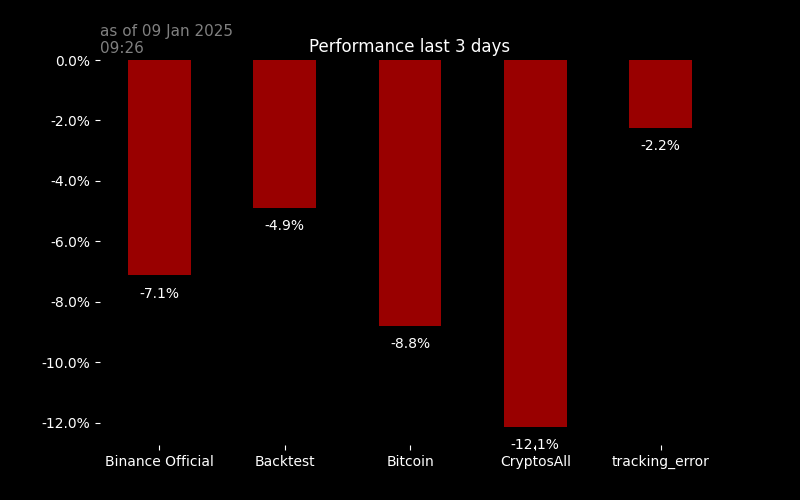 as of 09 Jan 2025
09:26
Performance last 3 days
0.0%
-2.0%
-4.0%
-6.0%
-8.0%
-10.0%
-12.0%
-7.1%
-4.9%
-8.8%
-12.1%
-2.2%
Binance Official
Backtest
Bitcoin
CryptosAll
tracking_error